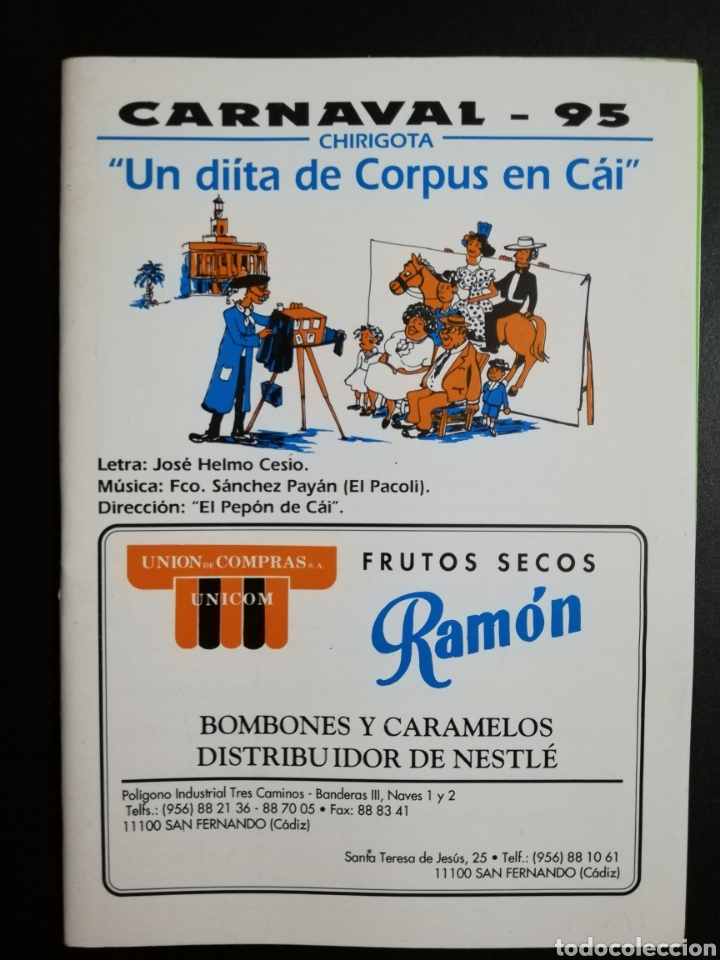 CARNAVAL - 95
CHIRIGOTA
"Un diíta de Corpus en Cái"
Letra: José Helmo Cesio.
Música: Fco. Sánchez Payán (El Pacoli).
Dirección: "El Pepón de Cái".
UNION DE COMPRAS S.A.
UNICOM
FRUTOS SECOS
Ramón
BOMBONES Y CARAMELOS
DISTRIBUIDOR DE NESTLÉ
Polígono Industrial Tres Caminos - Banderas III, Naves 1 y 2
Telfs.: (956) 88 21 36 - 88 70 05 • Fax: 88 83 41
11100 SAN FERNANDO (Cádiz)
Santa Teresa de Jesús, 25 • Telf.: (956) 88 10 61
11100 SAN FERNANDO (Cádiz)
todocoleccion